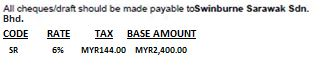 All cheques/draft should be made payable toSwinburne Sarawak Sdn.
Bhd.
CODE RATE TAX BASE AMOUNT
SR 6% MYR144.00 MYR2,400.00